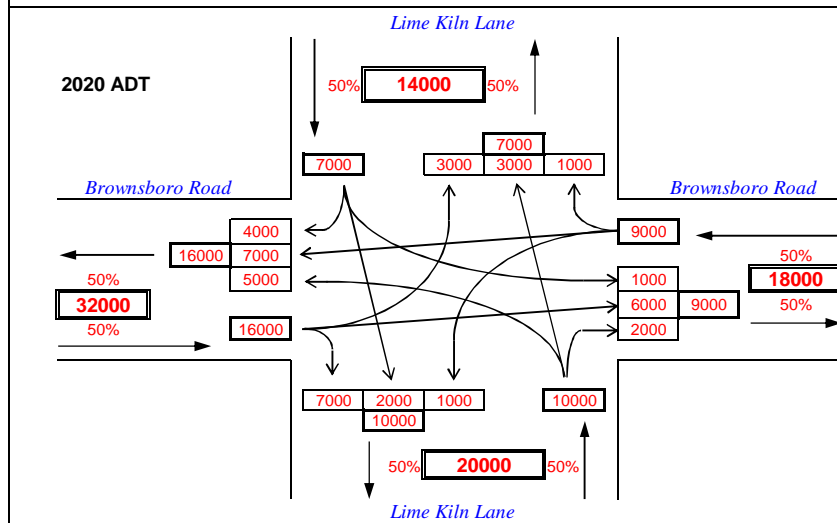 Lime Kiln Lane
2020 ADT
50% 14000 50%
7000
7000 3000 3000 1000
Brownsboro Road Brownsboro Road
4000 9000
16000 7000
50% 5000 1000 50%
32000 6000 9000 18000
50% 16000 2000 50%
7000 2000 1000 10000
10000
50% 20000 50%
Lime Kiln Lane